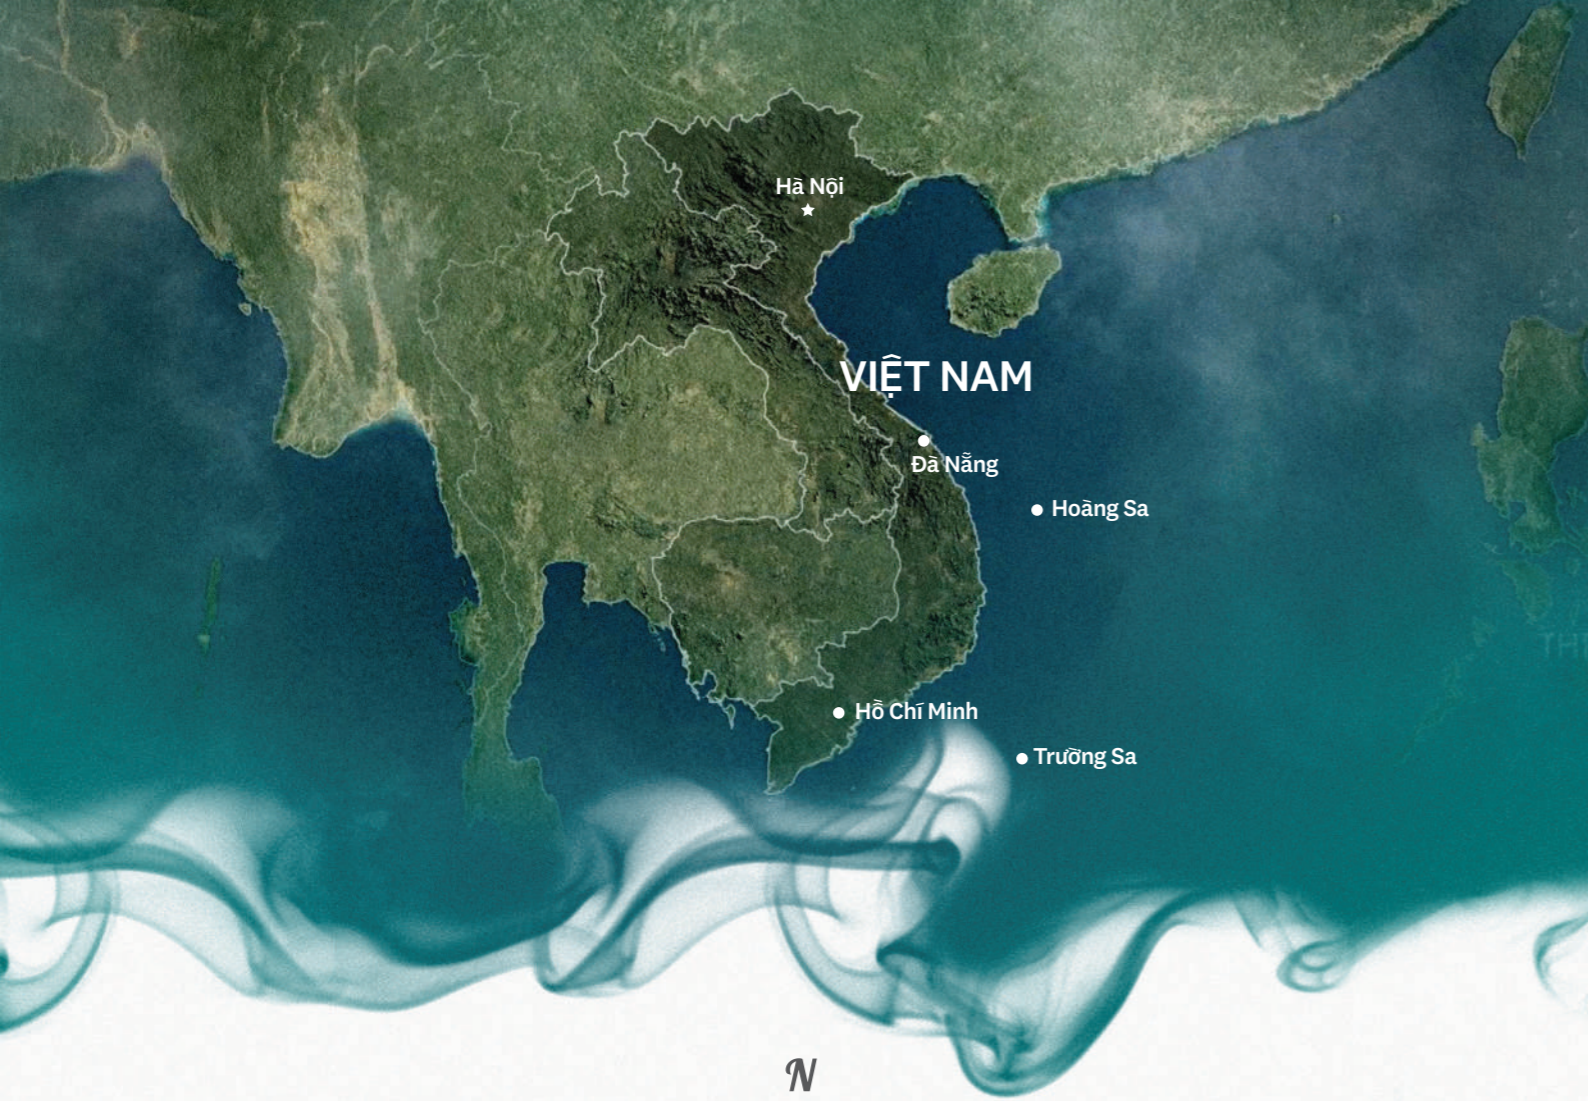 Hà Nội
VIỆT NAM
Đà Nẵng
Hoàng Sa
Hồ Chí Minh
Trường Sa
N